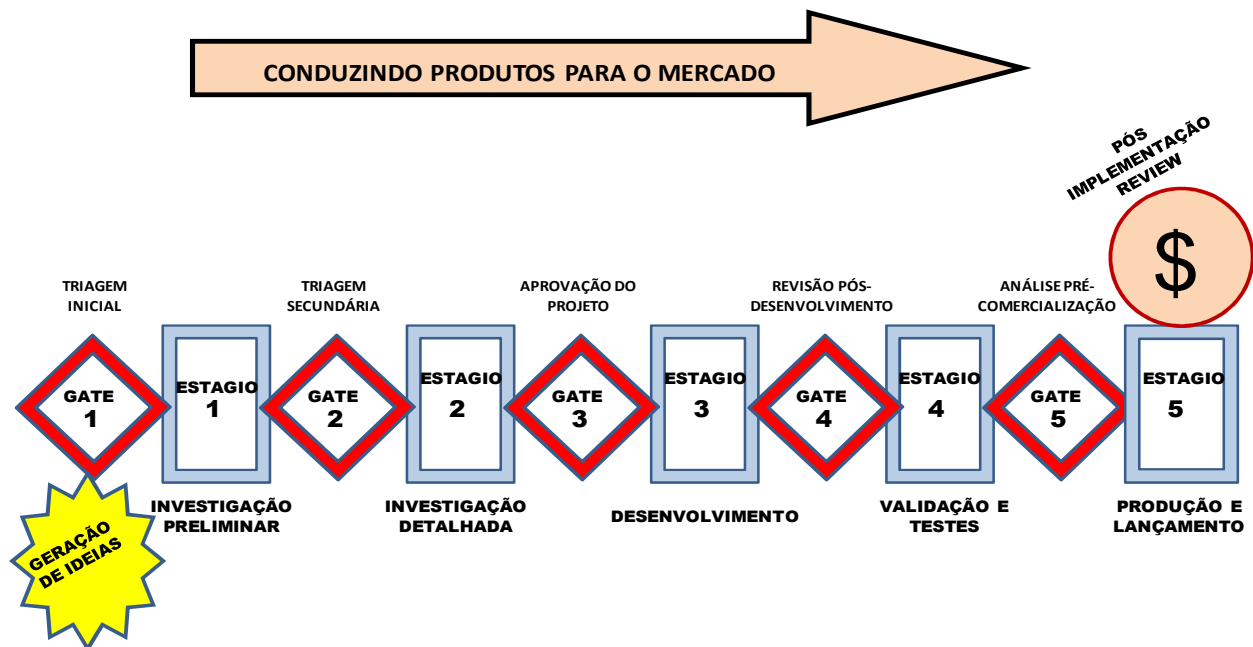 CONDUZINDO PRODUTOS PARA O MERCADO
PÓS
IMPLEMENTAÇÃO
REVIEW
$
TRIAGEM
INICIAL
TRIAGEM
SECUNDÁRIA
APROVAÇÃO DO
PROJETO
REVISÃO PÓS-
DESENVOLVIMENTO
ANÁLISE PRÉ-
COMERCIALIZAÇÃO
GATE
1
ESTAGIO
1
GATE
2
ESTAGIO
2
GATE
3
ESTAGIO
3
GATE
4
ESTAGIO
4
GATE
5
ESTAGIO
5
INVESTIGAÇÃO
PRELIMINAR
INVESTIGAÇÃO
DETALHADA
DESENVOLVIMENTO
VALIDAÇÃO E
TESTES
PRODUÇÃO E
LANÇAMENTO
GERAÇÃO
DE IDEIAS